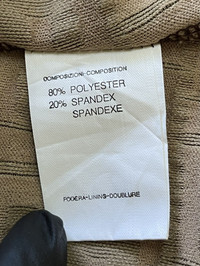 COMPOSIZIONE-COMPOSITION
80% POLYESTER
20% SPANDEX
SPANDEXE
FODERA-LINING-DOUBLURE